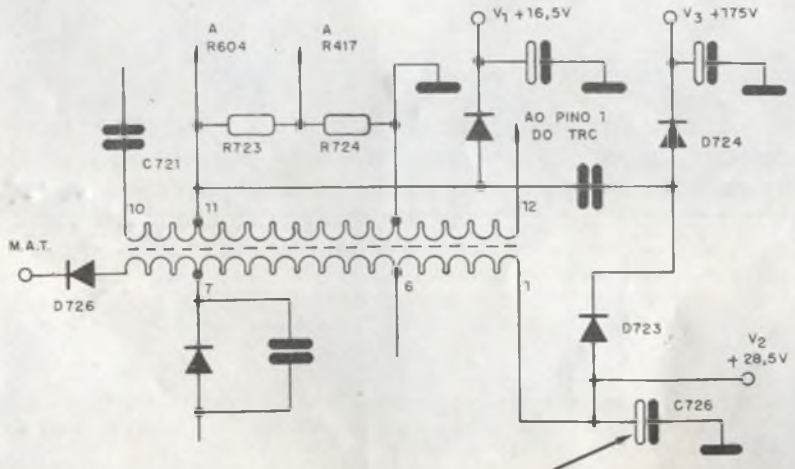 A
R604
A
R417
V1 +16,5V
V3 +175V
AO PINO 1
DO TRC
C721
R723
R724
D724
10
11
12
M.A.T.
D726
7
6
1
D723
V2
+28,5V
C726